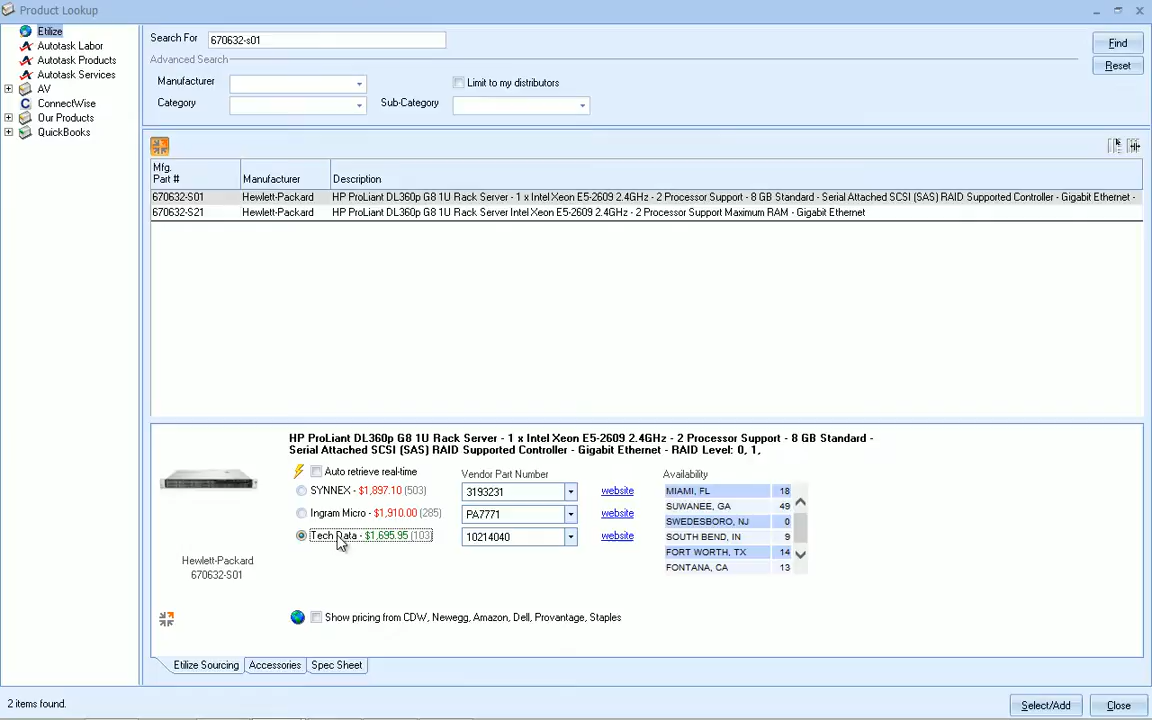 Product Lookup
Etilize
Autotask Labor
Autotask Products
Autotask Services
AV
ConnectWise
Our Products
QuickBooks
Search For 670632-s01
Find
Advanced Search
Reset
Manufacturer
Limit to my distributors
Category Sub-Category
Mfg.
Part # Manufacturer Description
670632-S01 Hewlett-Packard HP ProLiant DL360p G8 1U Rack Server - 1 x Intel Xeon E5-2609 2.4GHz - 2 Processor Support - 8 GB Standard - Serial Attached SCSI (SAS) RAID Supported Controller - Gigabit Ethernet -
670632-S21 Hewlett-Packard HP ProLiant DL360p G8 1U Rack Server Intel Xeon E5-2609 2.4GHz - 2 Processor Support Maximum RAM - Gigabit Ethernet
HP ProLiant DL360p G8 1U Rack Server - 1 x Intel Xeon E5-2609 2.4GHz - 2 Processor Support - 8 GB Standard -
Serial Attached SCSI (SAS) RAID Supported Controller - Gigabit Ethernet - RAID Level: 0, 1,
Auto retrieve real-time Vendor Part Number Availability
SYNNEX - $1,897.10 (503) 3193231 website
Ingram Micro - $1,910.00 (285) PA7771 website
Tech Data - $1,695.95 (103) 10214040 website
MIAMI, FL 18
SUWANEE, GA 49
SWEDESBORO, NJ 0
SOUTH BEND, IN 9
FORT WORTH, TX 14
FONTANA, CA 13
Hewlett-Packard
670632-S01
Show pricing from CDW, Newegg, Amazon, Dell, Provantage, Staples
Etilize Sourcing Accessories Spec Sheet
2 items found.
Select/Add Close